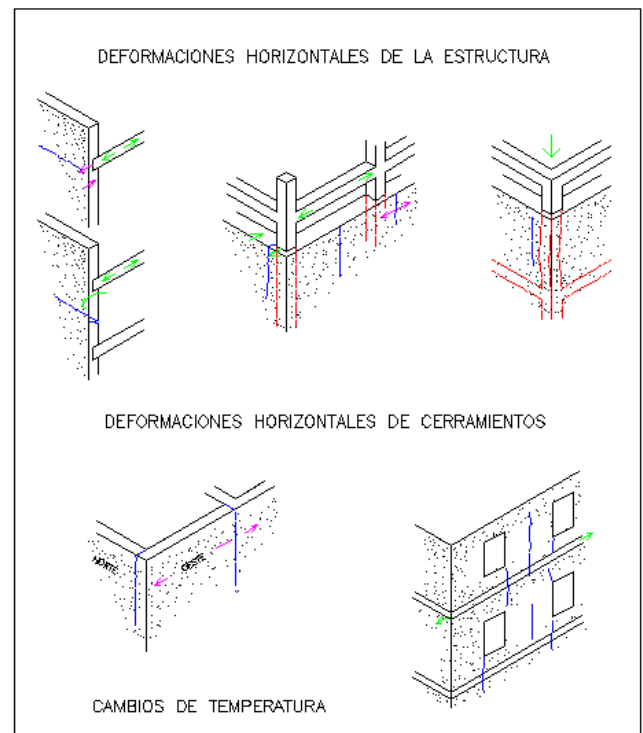 DEFORMACIONES HORIZONTALES DE LA ESTRUCTURA
DEFORMACIONES HORIZONTALES DE CERRAMIENTOS
NORTE
OESTE
CAMBIOS DE TEMPERATURA